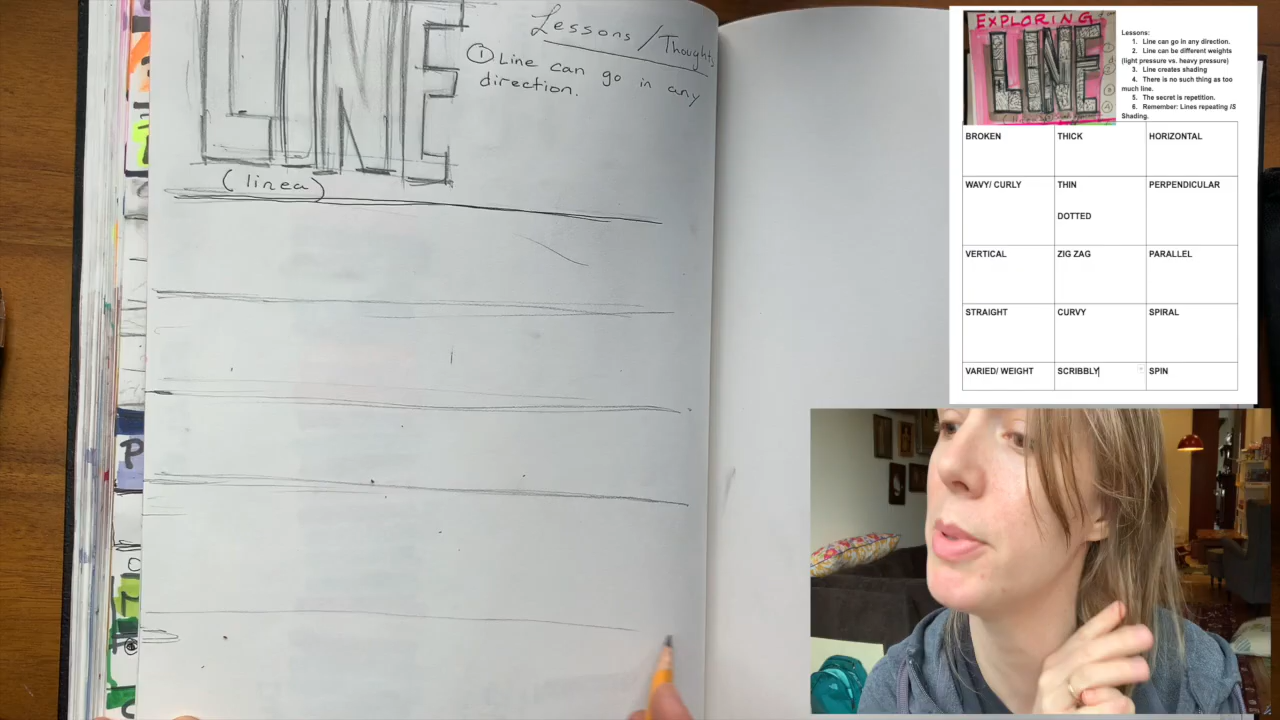 LINE
(linea)
Lessons / Thoughts
① Line can go in any
direction.
P
EXPLORING
LINE
Lessons:
1. Line can go in any direction.
2. Line can be different weights
(light pressure vs. heavy pressure)
3. Line creates shading
4. There is no such thing as too
much line.
5. The secret is repetition.
6. Remember: Lines repeating IS
Shading.
BROKEN THICK HORIZONTAL
WAVY/ CURLY THIN PERPENDICULAR
DOTTED
VERTICAL ZIG ZAG PARALLEL
STRAIGHT CURVY SPIRAL
VARIED/ WEIGHT SCRIBBLY SPIN